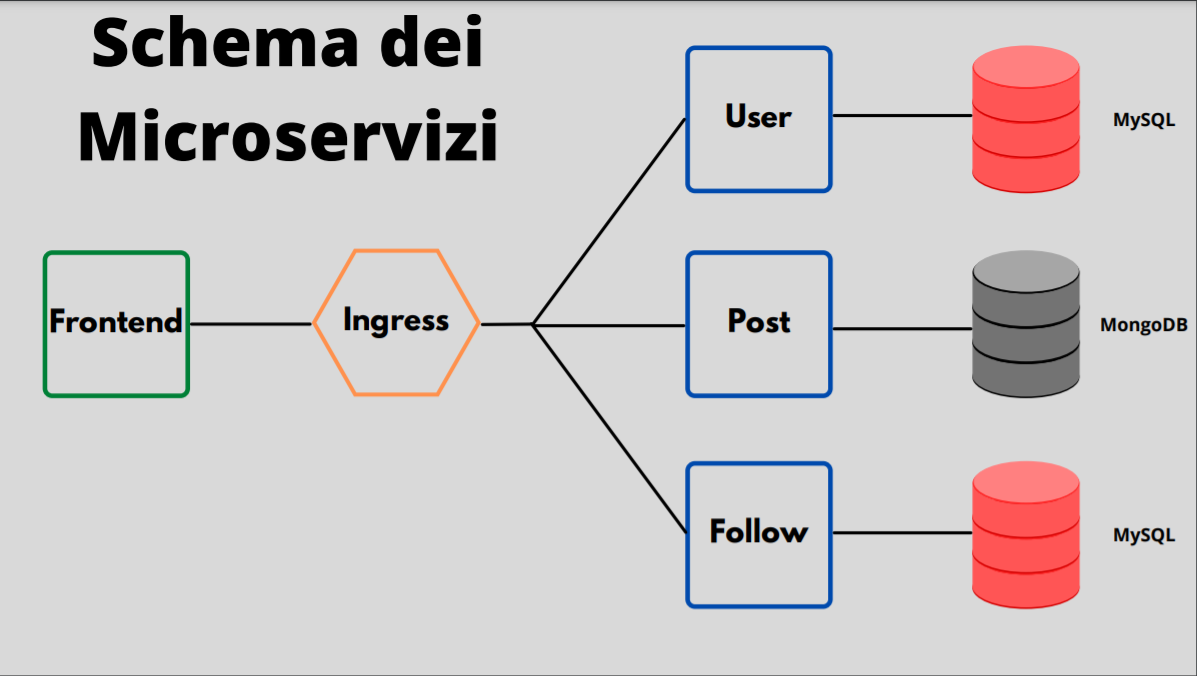 Schema dei
Microservizi
User
MySQL
Frontend
Ingress
Post
MongoDB
Follow
MySQL